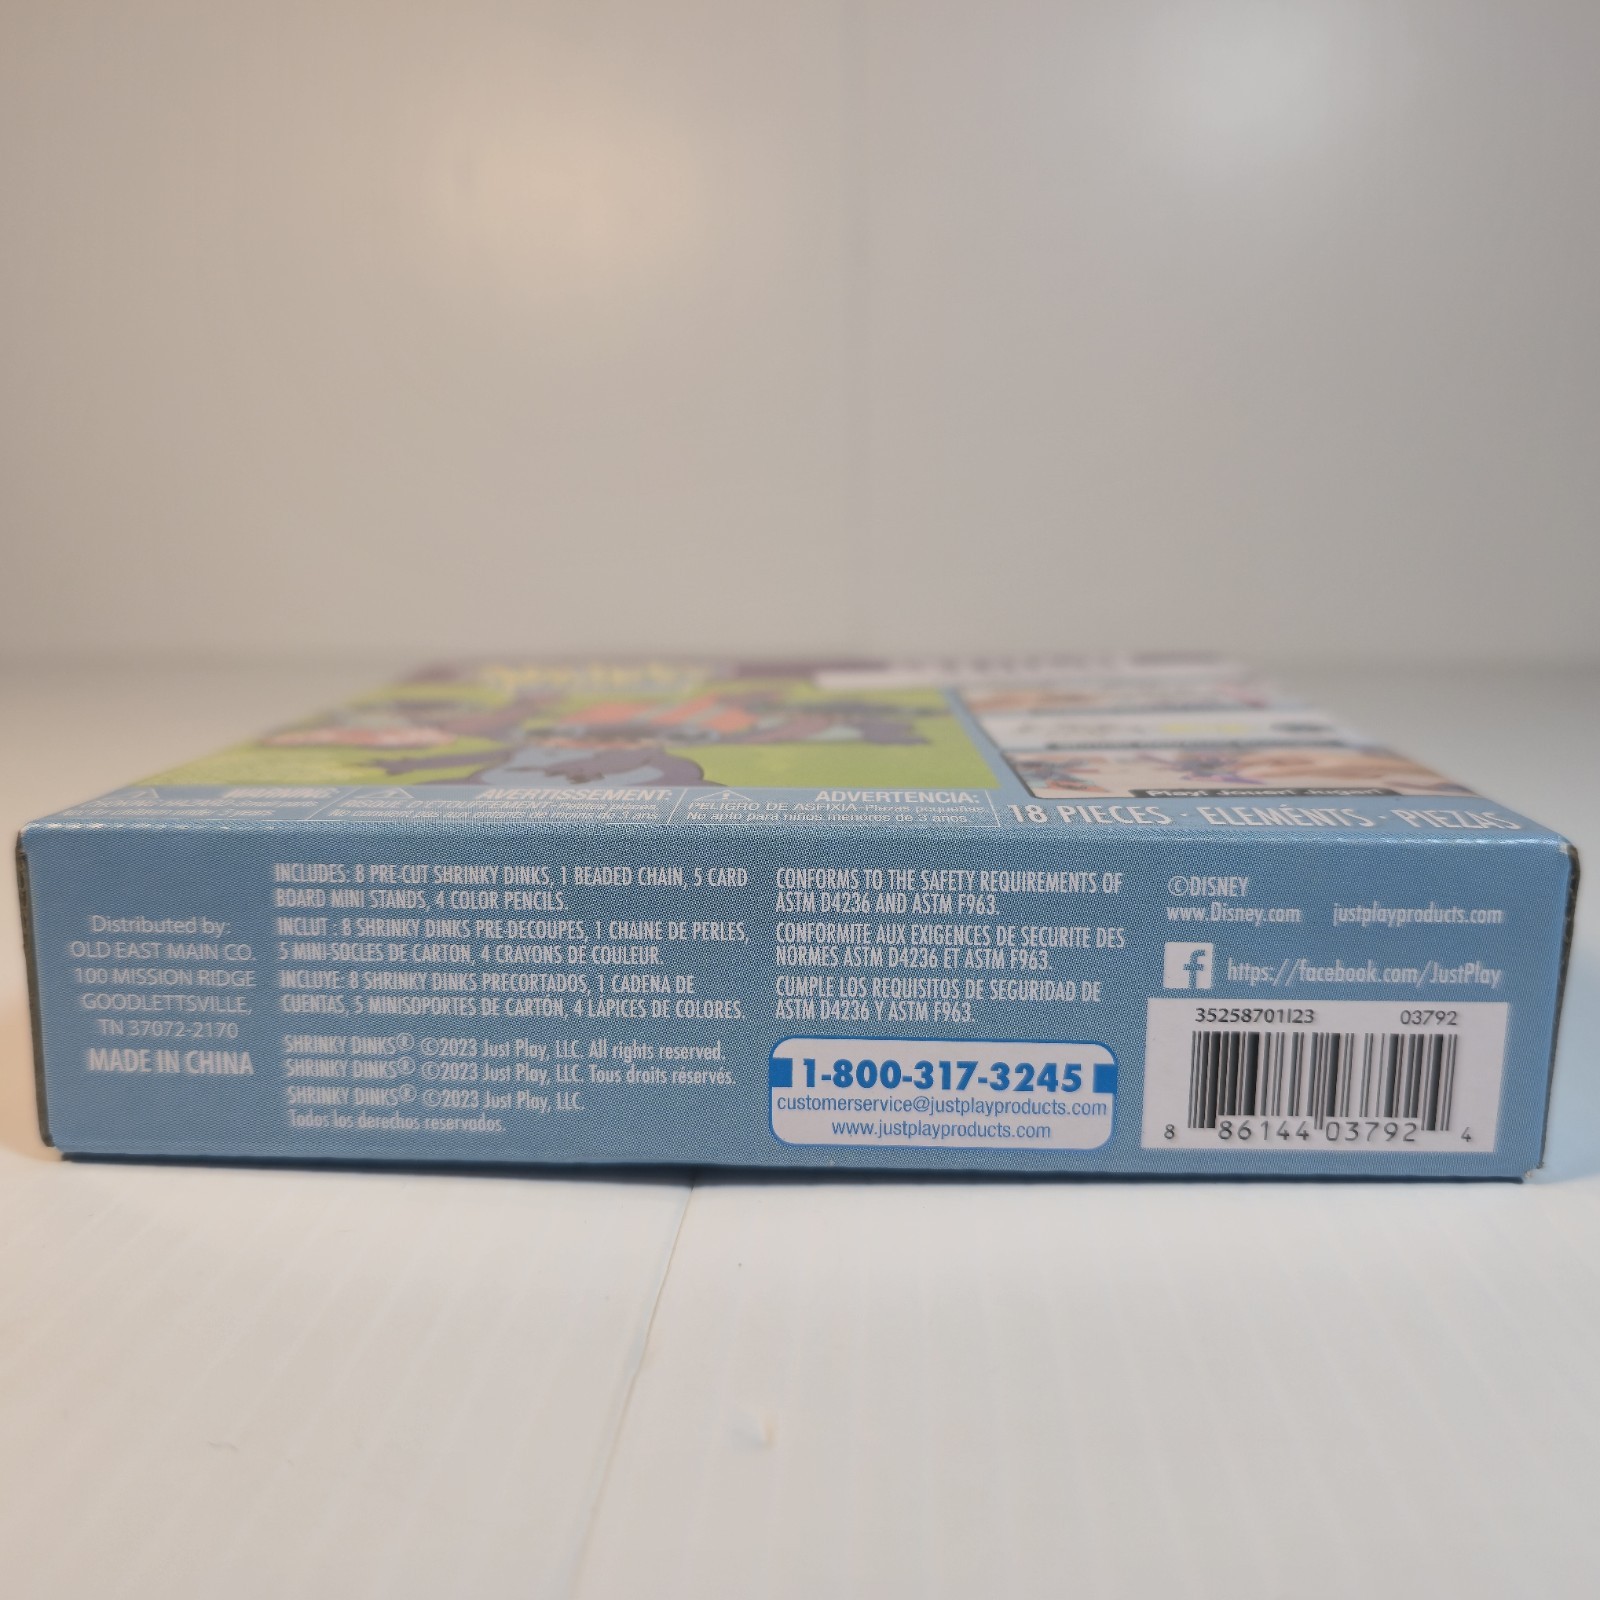 WARNING:
AVERTISSEMENT:
RISQUE D'ÉTOUFFEMENT-Petites pièces.
ADVERTENCIA:
PELIGRO DE ASFIXIA-Piezas pequeñas.
No apto para niños menores de 3 años.
Play! Jouer! Jugar!
18 PIECES · ELEMÉNTS · PIEZAS
Distributed by:
OLD EAST MAIN CO.
100 MISSION RIDGE
GOODLETTSVILLE,
TN 37072-2170
MADE IN CHINA
INCLUDES: 8 PRE-CUT SHRINKY DINKS, 1 BEADED CHAIN, 5 CARD
BOARD MINI STANDS, 4 COLOR PENCILS.
INCLUT : 8 SHRINKY DINKS PRE-DECOUPES, 1 CHAINE DE PERLES,
5 MINI-SOCLES DE CARTON, 4 CRAYONS DE COULEUR.
INCLUYE: 8 SHRINKY DINKS PRECORTADOS, 1 CADENA DE
CUENTAS, 5 MINISOPORTES DE CARTÓN, 4 LÁPICES DE COLORES.
SHRINKY DINKS® ©2023 Just Play, LLC. All rights reserved.
SHRINKY DINKS® ©2023 Just Play, LLC. Tous droits réservés.
SHRINKY DINKS® ©2023 Just Play, LLC.
Todos los derechos reservados.
CONFORMS TO THE SAFETY REQUIREMENTS OF
ASTM D4236 AND ASTM F963.
CONFORMITE AUX EXIGENCES DE SECURITE DES
NORMES ASTM D4236 ET ASTM F963.
CUMPLE LOS REQUISITOS DE SEGURIDAD DE
ASTM D4236 Y ASTM F963.
1-800-317-3245
customerservice@justplayproducts.com
www.justplayproducts.com
©DISNEY
www.Disney.com justplayproducts.com
f https://facebook.com/JustPlay
35258701I23 03792
8 86144 03792 4